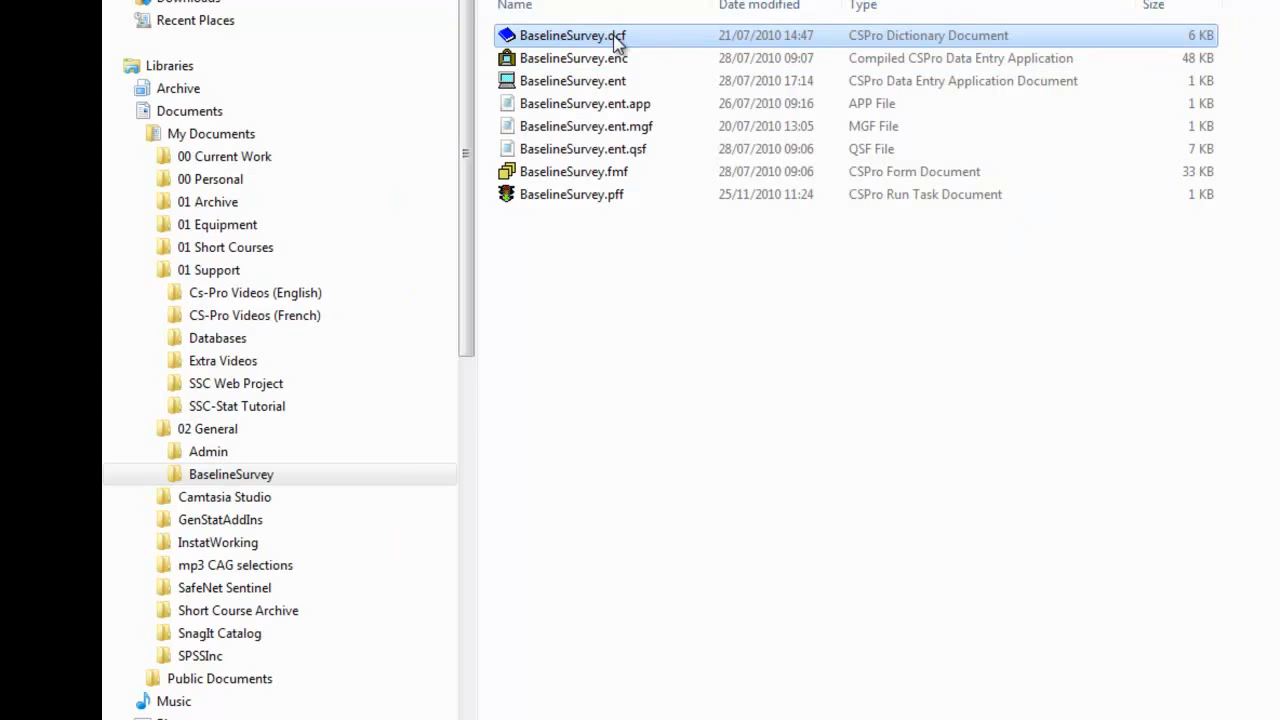 Downloads
Recent Places
Libraries
Archive
Documents
My Documents
00 Current Work
00 Personal
01 Archive
01 Equipment
01 Short Courses
01 Support
Cs-Pro Videos (English)
CS-Pro Videos (French)
Databases
Extra Videos
SSC Web Project
SSC-Stat Tutorial
02 General
Admin
BaselineSurvey
Camtasia Studio
GenStatAddIns
InstatWorking
mp3 CAG selections
SafeNet Sentinel
Short Course Archive
SnagIt Catalog
SPSSInc
Public Documents
Music
Name Date modified Type Size
BaselineSurvey.dcf 21/07/2010 14:47 CSPro Dictionary Document 6 KB
BaselineSurvey.enc 28/07/2010 09:07 Compiled CSPro Data Entry Application 48 KB
BaselineSurvey.ent 28/07/2010 17:14 CSPro Data Entry Application Document 1 KB
BaselineSurvey.ent.app 26/07/2010 09:16 APP File 1 KB
BaselineSurvey.ent.mgf 20/07/2010 13:05 MGF File 1 KB
BaselineSurvey.ent.qsf 28/07/2010 09:06 QSF File 7 KB
BaselineSurvey.fmf 28/07/2010 09:06 CSPro Form Document 33 KB
BaselineSurvey.pff 25/11/2010 11:24 CSPro Run Task Document 1 KB